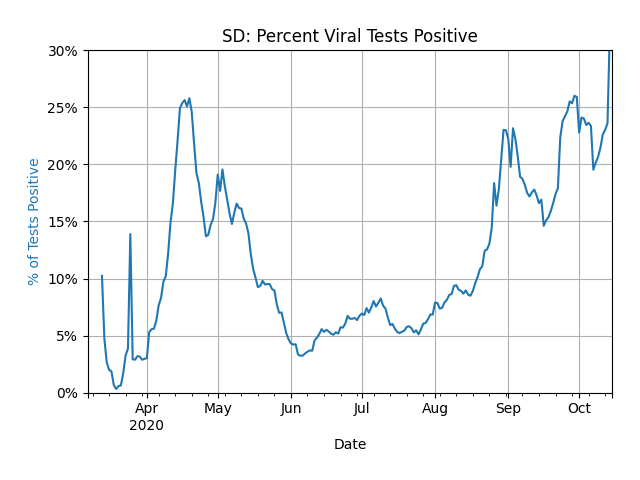 SD: Percent Viral Tests Positive
30%
25%
20%
15%
10%
5%
0%
% of Tests Positive
Apr
2020
May
Jun
Jul
Aug
Sep
Oct
Date